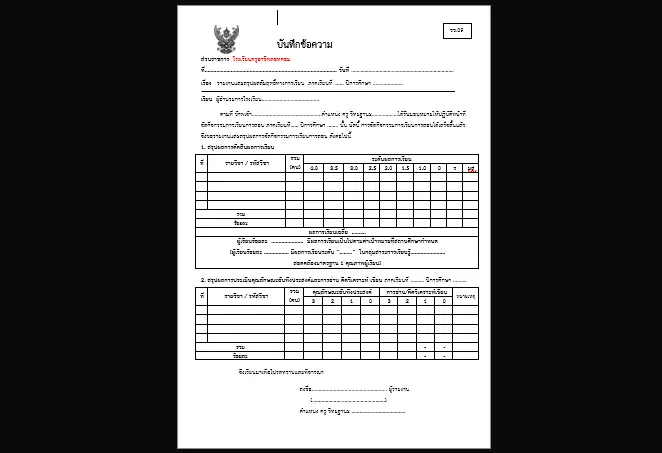 วช.09
บันทึกข้อความ
ส่วนราชการ โรงเรียนครูอาชีพดอทคอม
ที่................................................ วันที่ ................................................
เรื่อง รายงานผลสรุปผลสัมฤทธิ์ทางการเรียน ภาคเรียนที่ ...... ปีการศึกษา ..................
เรียน ผู้อำนวยการโรงเรียน..................................
ตามที่ ข้าพเจ้า..................................ตำแหน่ง ครู วิทยฐานะ...............ได้รับมอบหมายให้ปฏิบัติหน้าที่
จัดกิจกรรมการเรียนการสอน ภาคเรียนที่...... ปีการศึกษา ....... นั้น บัดนี้ การจัดกิจกรรมการเรียนการสอนได้เสร็จสิ้นแล้ว
จึงขอรายงานผลสรุปผลการจัดกิจกรรมการเรียนการสอน ดังต่อไปนี้
1. สรุปผลการตัดสินผลการเรียน
ที่ รายวิชา / รหัสวิชา รวม (คน) ระดับผลการเรียน
4.0 3.5 3.0 2.5 2.0 1.5 1.0 0 ร มส.
รวม
ร้อยละ
ผลการเรียนเฉลี่ย .........
ผู้เรียนร้อยละ .................... มีผลการเรียนเป็นไปตามค่าเป้าหมายที่สถานศึกษากำหนด
(ผู้เรียนร้อยละ ............... มีผลการเรียนระดับ "........." ในกลุ่มสาระการเรียนรู้......................
สอดคล้องมาตรฐาน 1 คุณภาพผู้เรียน)
2. สรุปผลการประเมินคุณลักษณะอันพึงประสงค์และการอ่าน คิดวิเคราะห์ เขียน ภาคเรียนที่ ......... ปีการศึกษา .........
ที่ รายวิชา / รหัสวิชา รวม (คน) คุณลักษณะอันพึงประสงค์ การอ่าน/คิดวิเคราะห์/เขียน หมายเหตุ
3 2 1 0 3 2 1 0
รวม - -
ร้อยละ - -
จึงเรียนมาเพื่อโปรดทราบและพิจารณา
ลงชื่อ............................................ ผู้รายงาน
(............................................)
ตำแหน่ง ครู วิทยฐานะ ................................